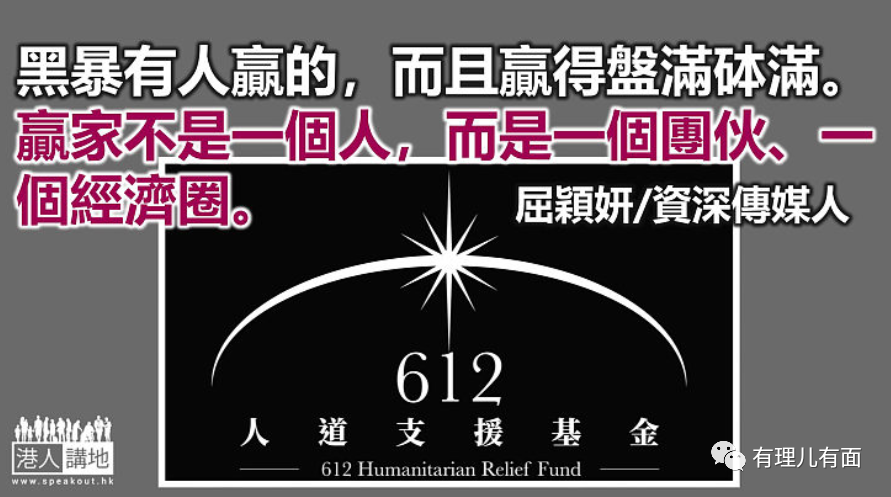 黑暴有人贏的，而且贏得盤滿砵滿。
贏家不是一個人，而是一個團伙、一
個經濟圈。
屈穎妍/資深傳媒人
612
人道支援基金
612 Humanitarian Relief Fund
港人講地
www.speakout.hk
有理儿有面